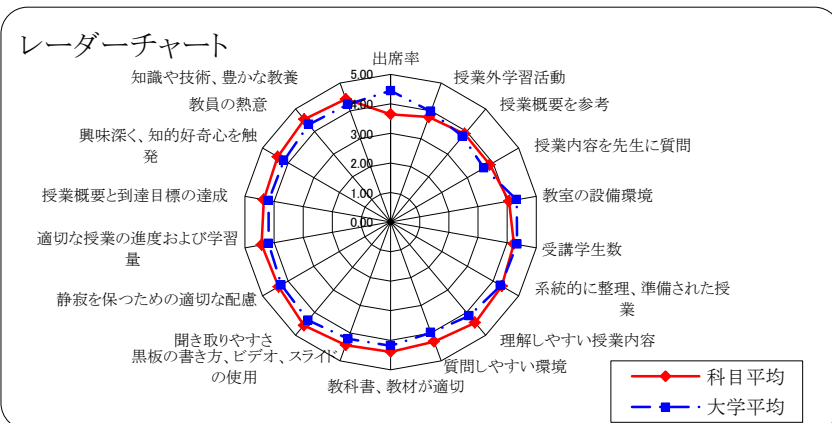 レーダーチャート
出席率
授業外学習活動
授業概要を参考
授業内容を先生に質問
教室の設備環境
受講学生数
系統的に整理、準備された授
業
理解しやすい授業内容
質問しやすい環境
教科書、教材が適切
黒板の書き方、ビデオ、スライド
の使用
聞き取りやすさ
静寂を保つための適切な配慮
適切な授業の進度および学習
量
授業概要と到達目標の達成
興味深く、知的好奇心を触
発
教員の熱意
知識や技術、豊かな教養
5.00
4.00
3.00
2.00
1.00
0.00
科目平均
大学平均